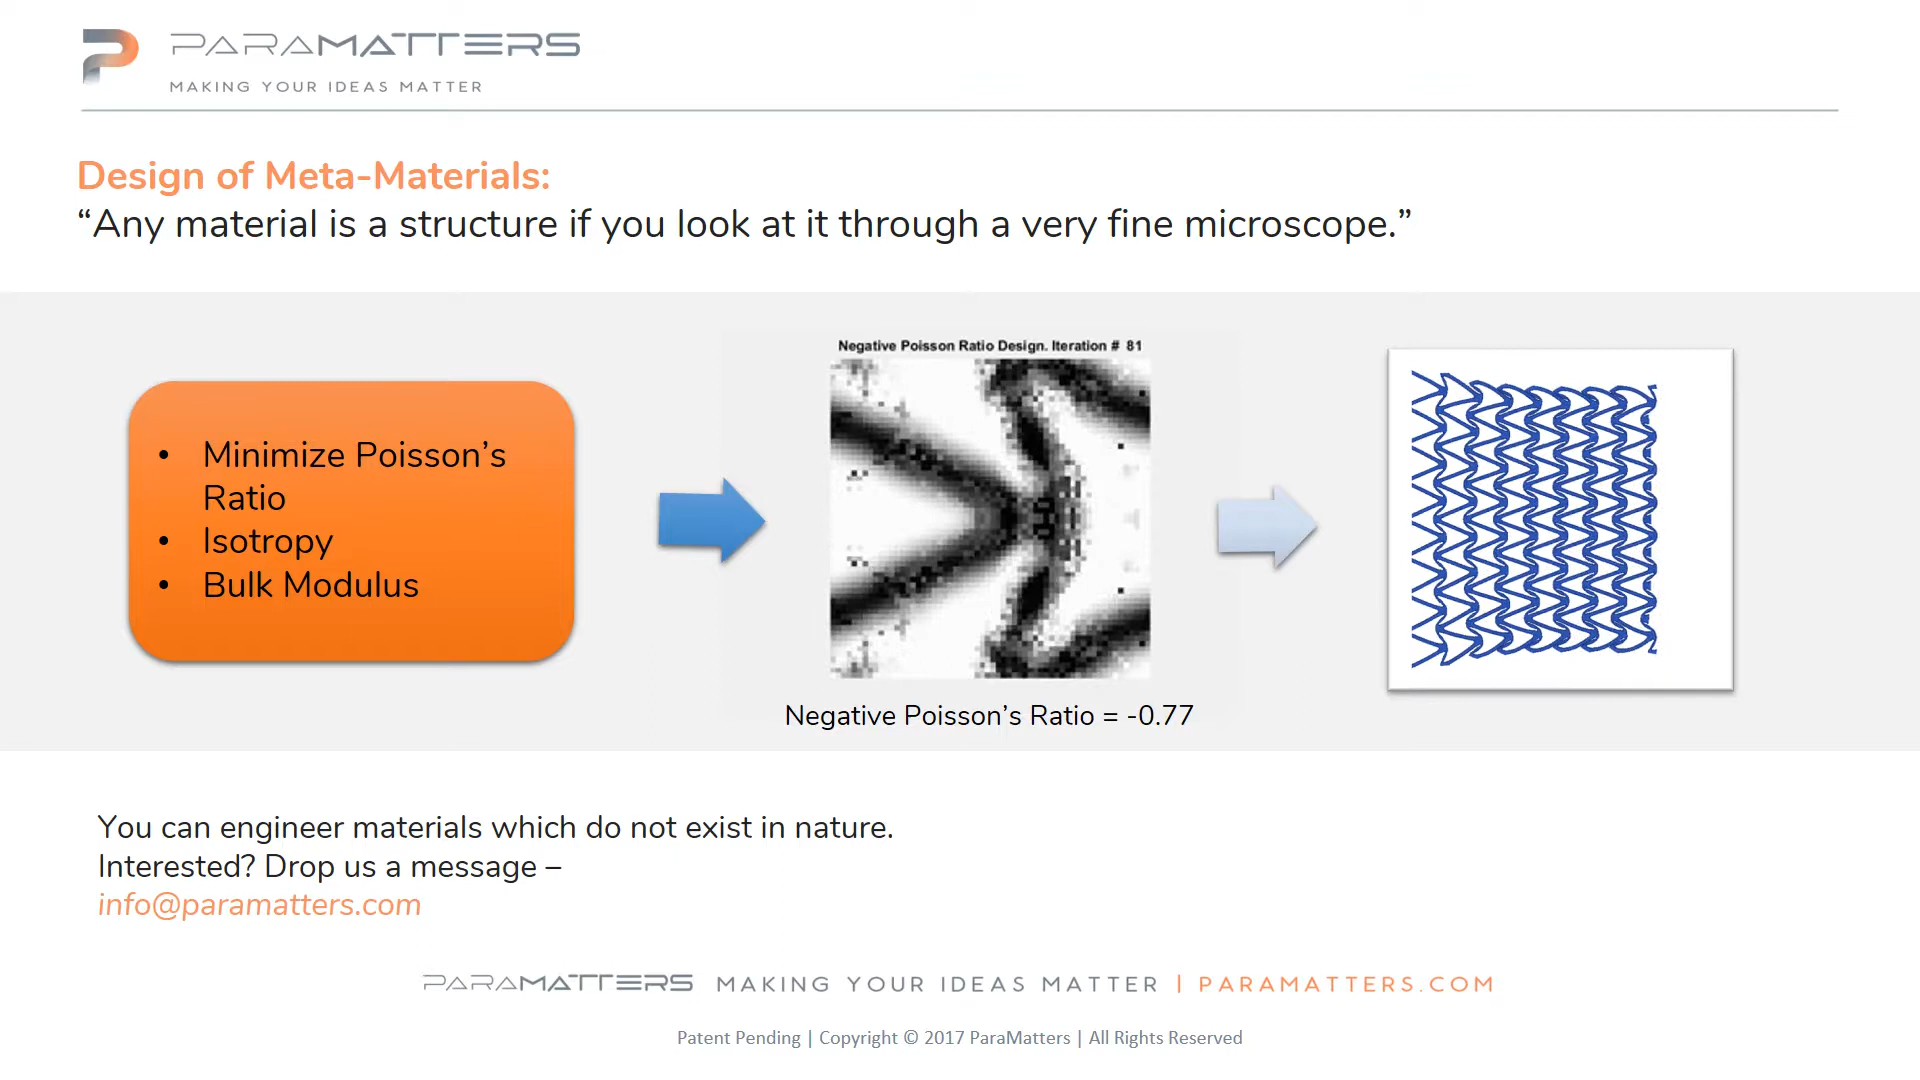 PARAMATTERS
MAKING YOUR IDEAS MATTER
Design of Meta-Materials:
“Any material is a structure if you look at it through a very fine microscope.”
• Minimize Poisson’s
Ratio
• Isotropy
• Bulk Modulus
Negative Poisson Ratio Design. Iteration # 81
Negative Poisson’s Ratio = -0.77
You can engineer materials which do not exist in nature.
Interested? Drop us a message –
info@paramatters.com
PARAMATTERS MAKING YOUR IDEAS MATTER | PARAMATTERS.COM
Patent Pending | Copyright © 2017 ParaMatters | All Rights Reserved